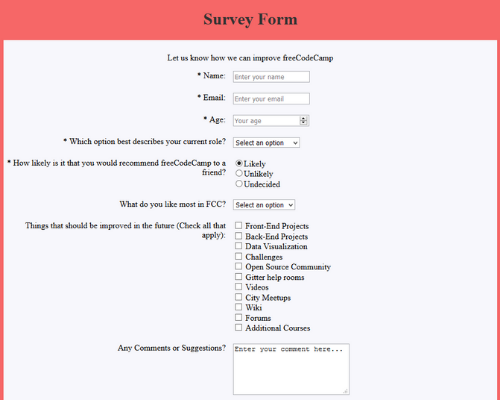 Survey Form
Let us know how we can improve freeCodeCamp
* Name: Enter your name
* Email: Enter your email
* Age: Your age
* Which option best describes your current role? Select an option
* How likely is it that you would recommend freeCodeCamp to a friend?
Likely
Unlikely
Undecided
What do you like most in FCC? Select an option
Things that should be improved in the future (Check all that apply):
Front-End Projects
Back-End Projects
Data Visualization
Challenges
Open Source Community
Gitter help rooms
Videos
City Meetups
Wiki
Forums
Additional Courses
Any Comments or Suggestions? Enter your comment here...